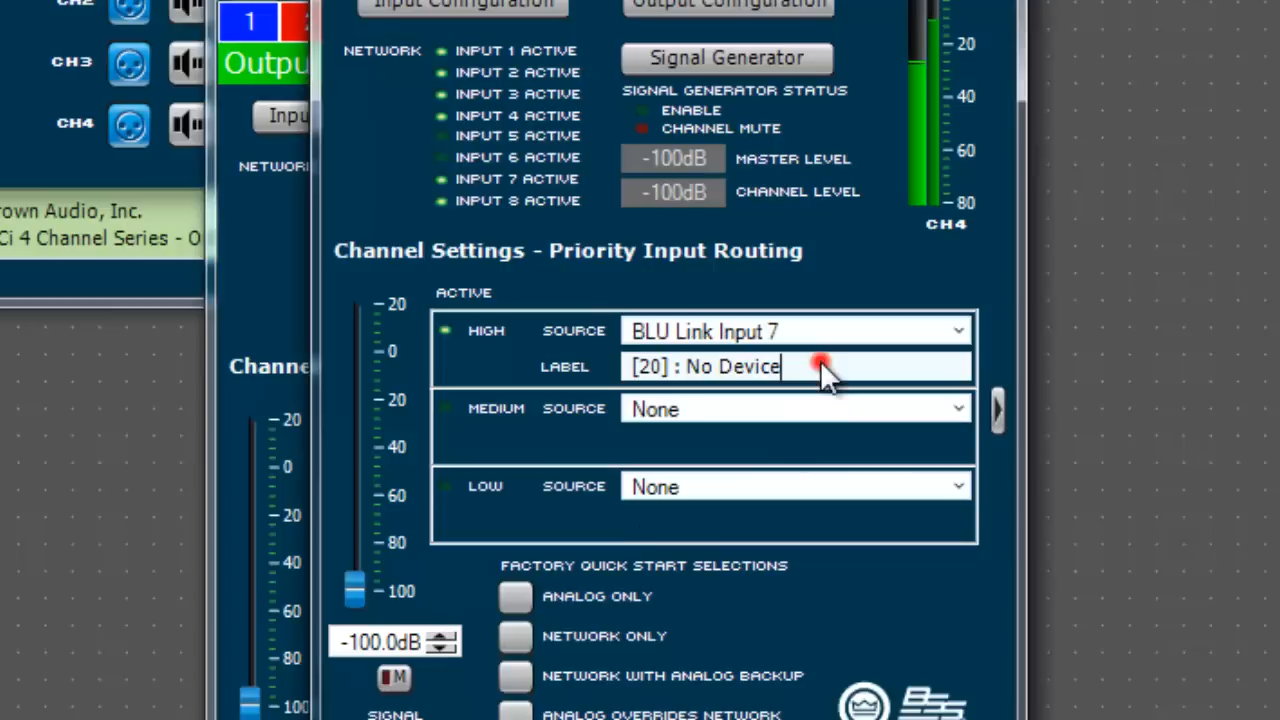 CH2
CH3
CH4
rown Audio, Inc.
Ci 4 Channel Series - O
1
Outpu
Inpu
NETWOR
Channe
20
0
20
40
60
80
100
Input Configuration
Output Configuration
NETWORK
INPUT 1 ACTIVE
INPUT 2 ACTIVE
INPUT 3 ACTIVE
INPUT 4 ACTIVE
INPUT 5 ACTIVE
INPUT 6 ACTIVE
INPUT 7 ACTIVE
INPUT 8 ACTIVE
Signal Generator
SIGNAL GENERATOR STATUS
ENABLE
CHANNEL MUTE
-100dB MASTER LEVEL
-100dB CHANNEL LEVEL
20
40
60
80
CH4
Channel Settings - Priority Input Routing
20
0
20
40
60
80
100
-100.0dB
M
SIGNAL
ACTIVE
HIGH SOURCE BLU Link Input 7
LABEL [20] : No Device
MEDIUM SOURCE None
LOW SOURCE None
FACTORY QUICK START SELECTIONS
ANALOG ONLY
NETWORK ONLY
NETWORK WITH ANALOG BACKUP
ANALOG OVERRIDES NETWORK
BSS